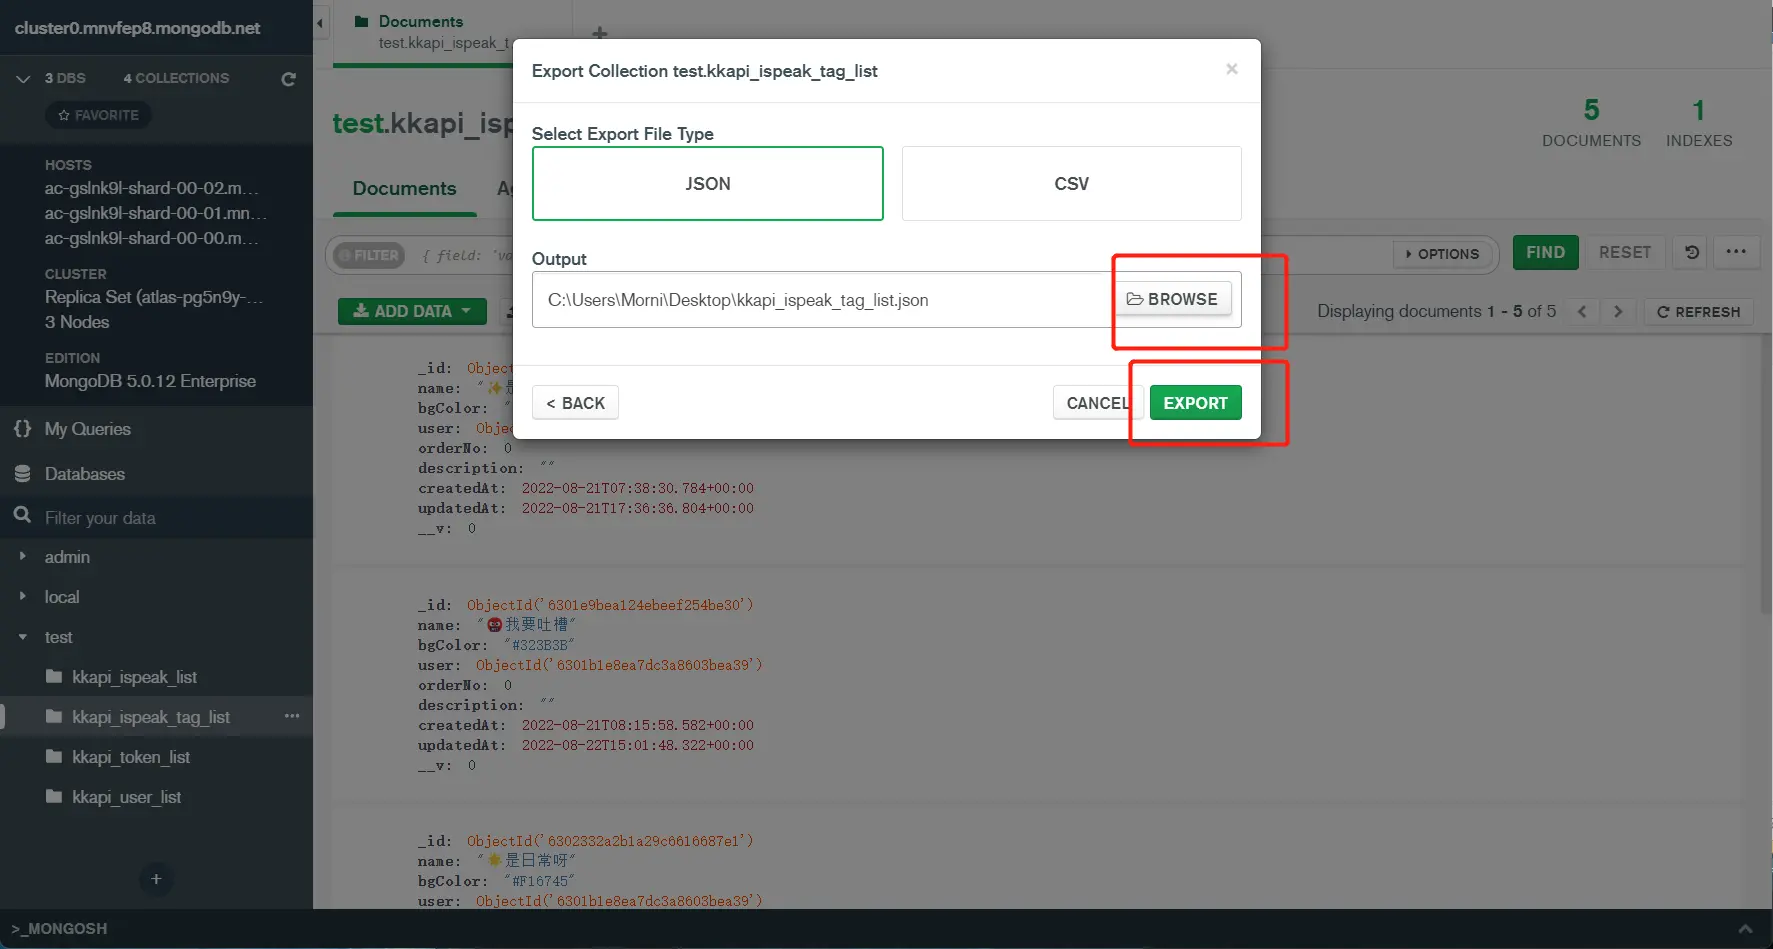 cluster0.mnvfep8.mongodb.net
3 DBS 4 COLLECTIONS
FAVORITE
HOSTS
ac-gslnk9l-shard-00-02.m...
ac-gslnk9l-shard-00-01.mn...
ac-gslnk9l-shard-00-00.m...
CLUSTER
Replica Set (atlas-pg5n9y-...
3 Nodes
EDITION
MongoDB 5.0.12 Enterprise
{} My Queries
Databases
Filter your data
admin
local
test
kkapi_ispeak_list
kkapi_ispeak_tag_list ...
kkapi_token_list
kkapi_user_list
+
>_MONGOSH
Documents
test.kkapi_ispeak_t
+
test.kkapi_isp
5
DOCUMENTS
1
INDEXES
Documents
FILTER { field: 'va
OPTIONS
FIND
RESET
...
ADD DATA
Displaying documents 1 - 5 of 5 < > REFRESH
Export Collection test.kkapi_ispeak_tag_list ×
Select Export File Type
JSON CSV
Output
C:\Users\Morni\Desktop\kkapi_ispeak_tag_list.json BROWSE
< BACK CANCEL EXPORT
_id: Objec
name: "✨是
bgColor: "
user: Objec
orderNo: 0
description: ""
createdAt: 2022-08-21T07:38:30.784+00:00
updatedAt: 2022-08-21T17:36:36.804+00:00
__v: 0
_id: ObjectId('6301e9bea124ebeef254be30')
name: "👹我要吐槽"
bgColor: "#323B3B"
user: ObjectId('6301b1e8ea7dc3a8603bea39')
orderNo: 0
description: ""
createdAt: 2022-08-21T08:15:58.582+00:00
updatedAt: 2022-08-22T15:01:48.322+00:00
__v: 0
_id: ObjectId('6302332a2b1a29c6616687e1')
name: "🌟是日常呀"
bgColor: "#F16745"
user: ObjectId('6301b1e8ea7dc3a8603bea39')